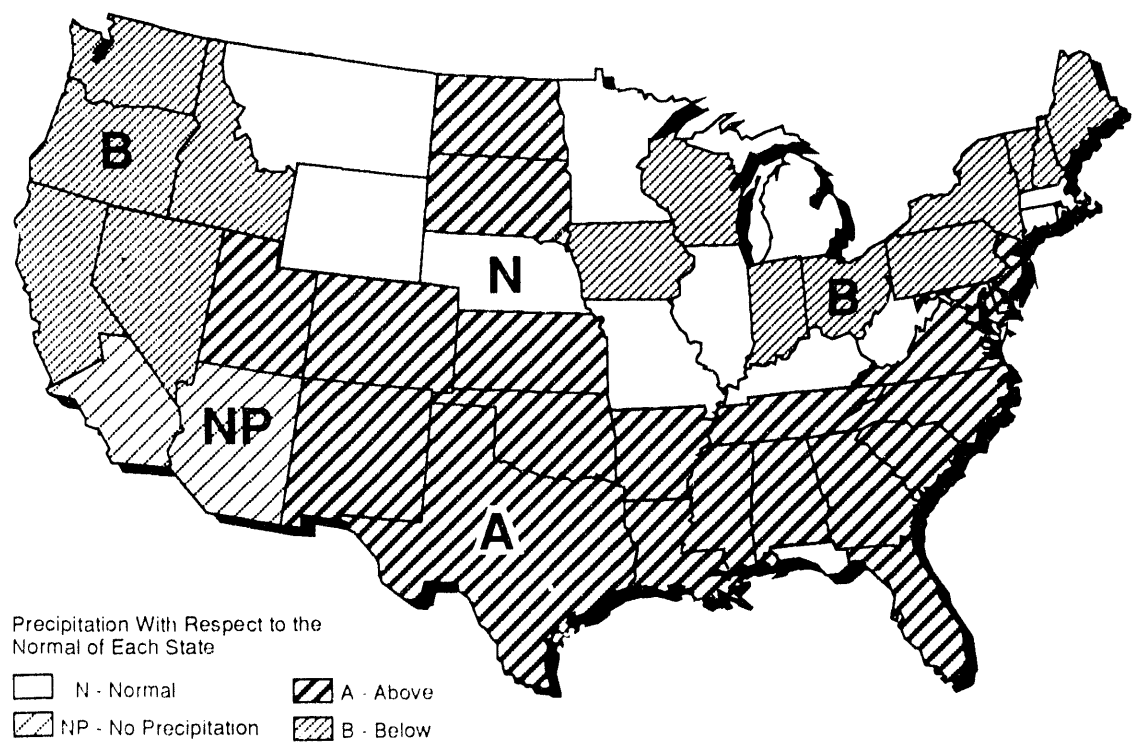 B
N
B
NP
A
Precipitation With Respect to the
Normal of Each State
N - Normal
A - Above
NP - No Precipitation
B - Below